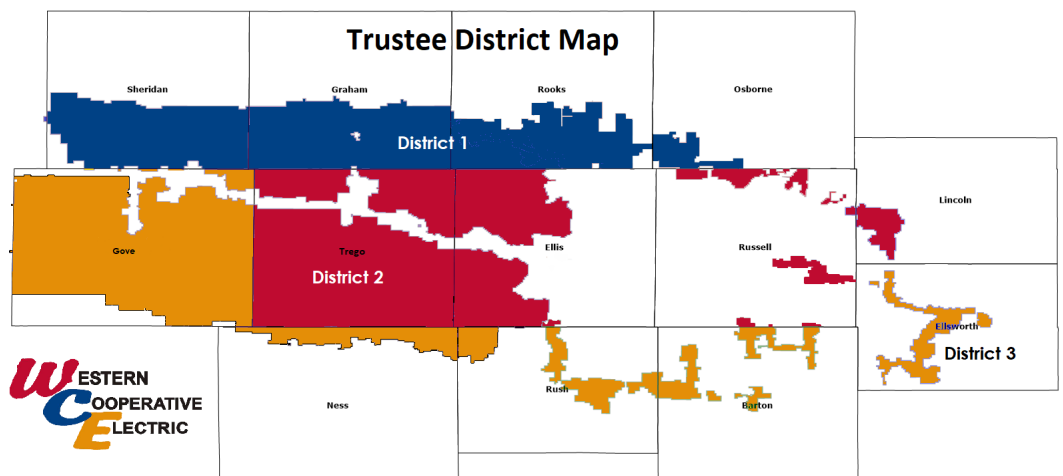 Trustee District Map
Sheridan
Graham
Rooks
Osborne
District 1
Lincoln
Gove
Trego
Ellis
Russell
District 2
Ellsworth
District 3
Ness
Rush
Barton
WESTERN
COOPERATIVE
ELECTRIC